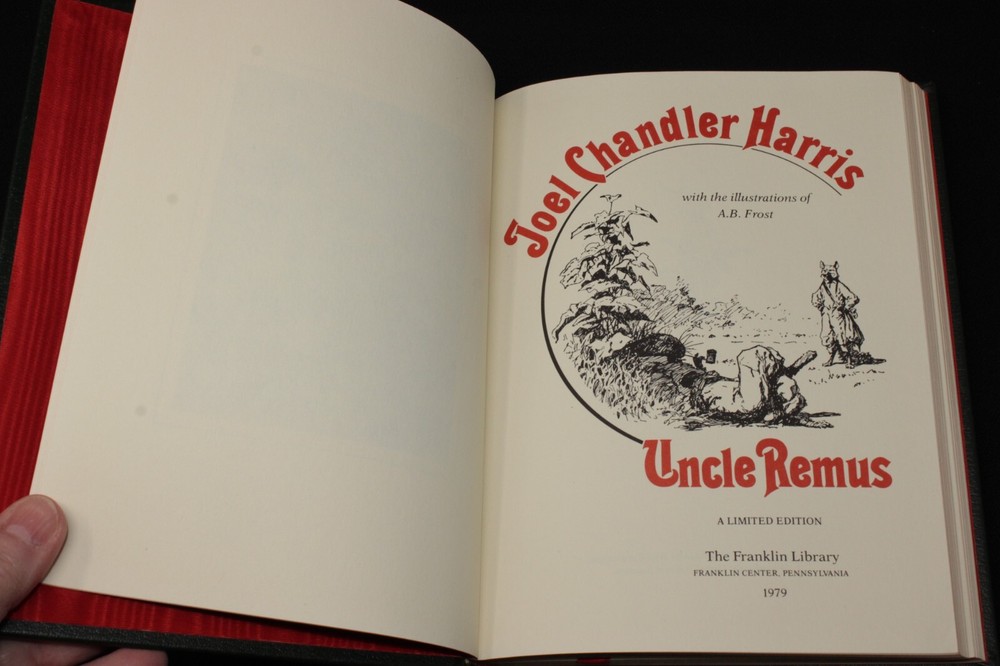 Joel Chandler Harris
with the illustrations of
A.B. Frost
Uncle Remus
A LIMITED EDITION
The Franklin Library
FRANKLIN CENTER, PENNSYLVANIA
1979